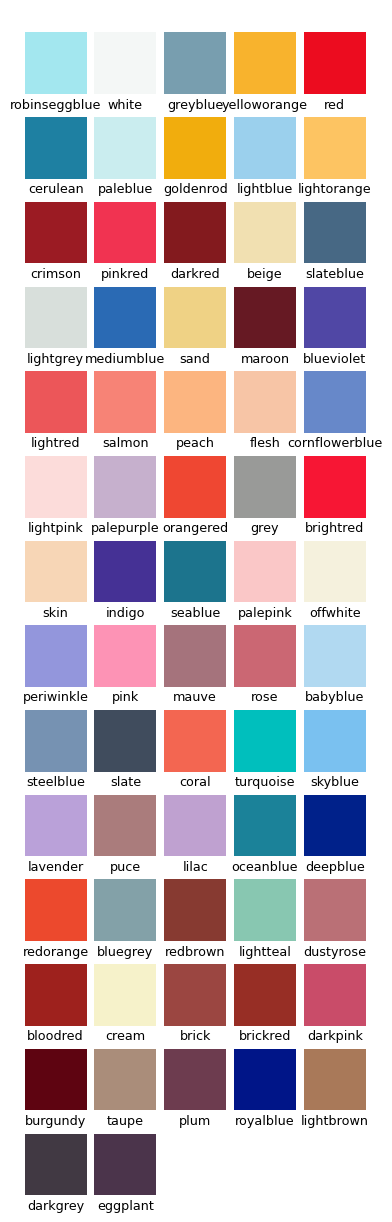 robinseggblue white greyblue yelloworange red
cerulean paleblue goldenrod lightblue lightorange
crimson pinkred darkred beige slateblue
lightgrey mediumblue sand maroon blueviolet
lightred salmon peach flesh cornflowerblue
lightpink palepurple orangered grey brightred
skin indigo seablue palepink offwhite
periwinkle pink mauve rose babyblue
steelblue slate coral turquoise skyblue
lavender puce lilac oceanblue deepblue
redorange bluegrey redbrown lightteal dustyrose
bloodred cream brick brickred darkpink
burgundy taupe plum royalblue lightbrown
darkgrey eggplant